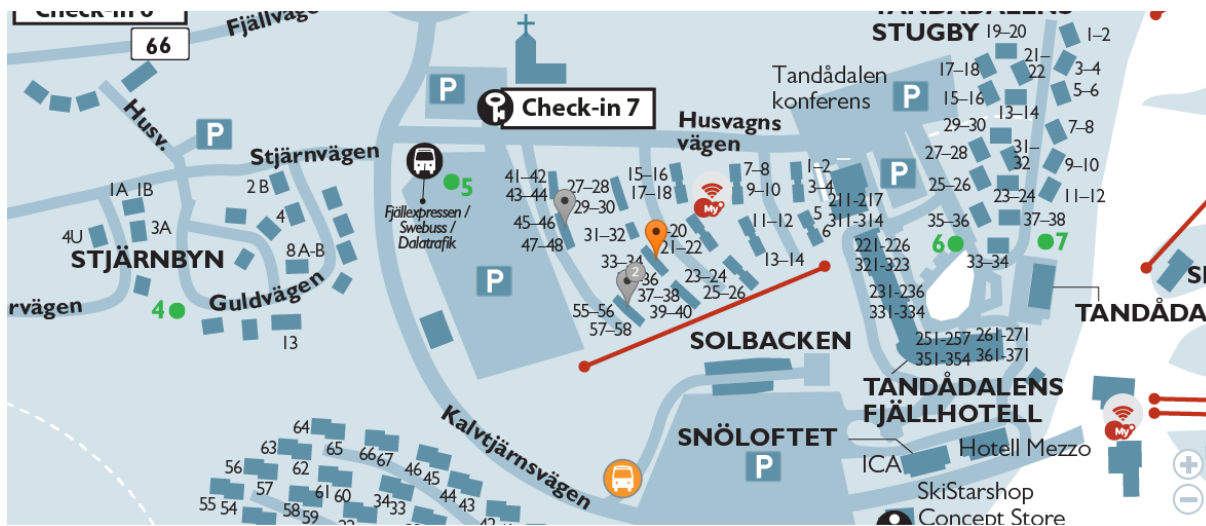 Check-in 6
66
Fjällväge
TANDÅDALENS
STUGBY
19–20
1–2
21–
22
3–4
17–18
5–6
15–16
13–14
Tandådalen
konferens
P
P
P
Check-in 7
Husv.
Husvagns
vägen
29–30
7–8
31–
32
27–28
9–10
25–26
23–24
11–12
P
Stjärnvägen
5
Fjällexpressen /
Swebuss /
Dalatrafik
41–42
43–44
45–46
47–48
27–28
29–30
15–16
17–18
7–8
9–10
1–2
3–4
5
6
211-217
311-314
My
1A 1B
2 B
3A
4
4U
8A-B
STJÄRNBYN
31–32
33–34
–20
21–22
11–12
13–14
221-226
321-323
35–36
37–38
6
7
33–34
P
2
–36
37–38
39–40
23–24
25–26
231-236
331-334
rvägen
4
Guldvägen
13
55–56
57–58
SOLBACKEN
251-257
351-354
261-271
361-371
TANDÅDA
TANDÅDALENS
FJÄLLHOTELL
Kalvtjärnsvägen
SNÖLOFTET
P
ICA
Hotell Mezzo
My
SkiStarshop
Concept Store
64
63
65
66
67
46
45
56
62
57
61
60
34
33
44
43
55
54
58
59